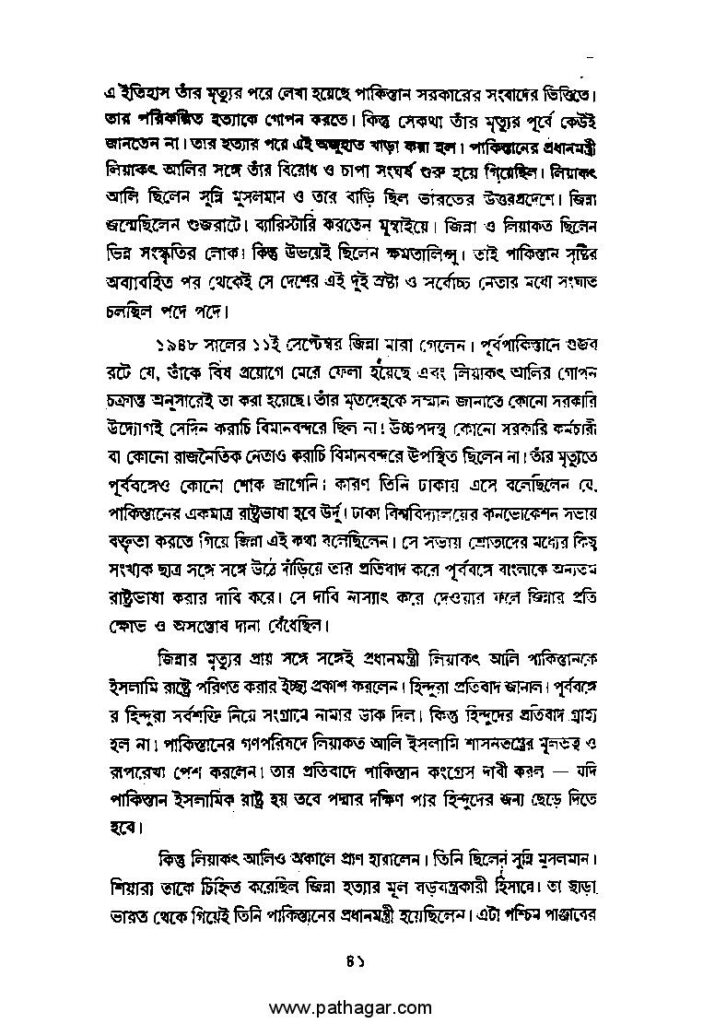 এ ইতিহাস তাঁর মৃত্যুর পরে লেখা হয়েছে পাকিস্তান সরকারের সংবাদের ভিত্তিতে।
তার পরিকল্পিত হত্যাকে গোপন করতে। কিন্তু সেকথা তাঁর মৃত্যুর পূর্বে কেউই
জানতেন না। তার হত্যার পরে এই অজুহাত খাড়া করা হল। পাকিস্তানের প্রধানমন্ত্রী
লিয়াকৎ আলির সঙ্গে তাঁর বিরোধ ও চাপা সংঘর্ষ শুরু হয়ে গিয়েছিল। লিয়াকৎ
আলি ছিলেন সুন্নি মুসলমান ও তার বাড়ি ছিল ভারতের উত্তরপ্রদেশে। জিন্না
জন্মেছিলেন গুজরাটে। ব্যারিস্টারি করতেন মুম্বাইয়ে। জিন্না ও লিয়াকত ছিলেন
ভিন্ন সংস্কৃতির লোক। কিন্তু উভয়েই ছিলেন ক্ষমতালিপ্সু। তাই পাকিস্তান সৃষ্টির
অব্যাবহিত পর থেকেই সে দেশের এই দুই স্রষ্টা ও সর্বোচ্চ নেতার মধ্যে সংঘাত
চলছিল পদে পদে।
১৯৪৮ সালের ১১ই সেপ্টেম্বর জিন্না মারা গেলেন। পূর্বপাকিস্তানে গুজব
রটে যে, তাঁকে বিষ প্রয়োগে মেরে ফেলা হয়েছে এবং লিয়াকৎ আলির গোপন
চক্রান্ত অনুসারেই তা করা হয়েছে। তাঁর মৃতদেহকে সম্মান জানাতে কোনো সরকারি
উদ্যোগই সেদিন করাচি বিমানবন্দরে ছিল না। উচ্চপদস্থ কোনো সরকারি কর্মচারী
বা কোনো রাজনৈতিক নেতাও করাচি বিমানবন্দরে উপস্থিত ছিলেন না। তাঁর মৃত্যুতে
পূর্ববঙ্গেও কোনো শোক জাগেনি; কারণ তিনি ঢাকায় এসে বলেছিলেন যে,
পাকিস্তানের একমাত্র রাষ্ট্রভাষা হবে উর্দু। ঢাকা বিশ্ববিদ্যালয়ের কনভোকেশন সভায়
বক্তৃতা করতে গিয়ে জিন্না এই কথা বলেছিলেন। সে সভায় শ্রোতাদের মধ্যের কিছু
সংখ্যক ছাত্র সঙ্গে সঙ্গে উঠে দাঁড়িয়ে তার প্রতিবাদ করে পূর্ববঙ্গে বাংলাকে অন্যতম
রাষ্ট্রভাষা করার দাবি করে। সে দাবি নাস্যাৎ করে দেওয়ার ফলে জিন্নার প্রতি
ক্ষোভ ও অসন্তোষ দানা বেঁধেছিল।
জিন্নার মৃত্যুর প্রায় সঙ্গে সঙ্গেই প্রধানমন্ত্রী লিয়াকৎ আলি পাকিস্তানকে
ইসলামি রাষ্ট্রে পরিণত করার ইচ্ছা প্রকাশ করলেন। হিন্দুরা প্রতিবাদ জানাল। পূর্ববঙ্গে
র হিন্দুরা সর্বশক্তি নিয়ে সংগ্রামে নামার ডাক দিল। কিন্তু হিন্দুদের প্রতিবাদ গ্রাহ্য
হল না। পাকিস্তানের গণপরিষদে লিয়াকত আলি ইসলামি শাসনতন্ত্রের মূলতত্ত্ব ও
রূপরেখা পেশ করলেন। তার প্রতিবাদে পাকিস্তান কংগ্রেস দাবী করল — যদি
পাকিস্তান ইসলামিক রাষ্ট্র হয় তবে পদ্মার দক্ষিণ পার হিন্দুদের জন্য ছেড়ে দিতে
হবে।
কিন্তু লিয়াকৎ আলিও অকালে প্রাণ হারালেন। তিনি ছিলেন সুন্নি মুসলমান।
শিয়ারা তাকে চিহ্নিত করেছিল জিন্না হত্যার মূল ষড়যন্ত্রকারী হিসাবে। তা ছাড়া
ভারত থেকে গিয়েই তিনি পাকিস্তানের প্রধানমন্ত্রী হয়েছিলেন। এটা পশ্চিম পাঞ্জাবের
৪১
www.pathagar.com